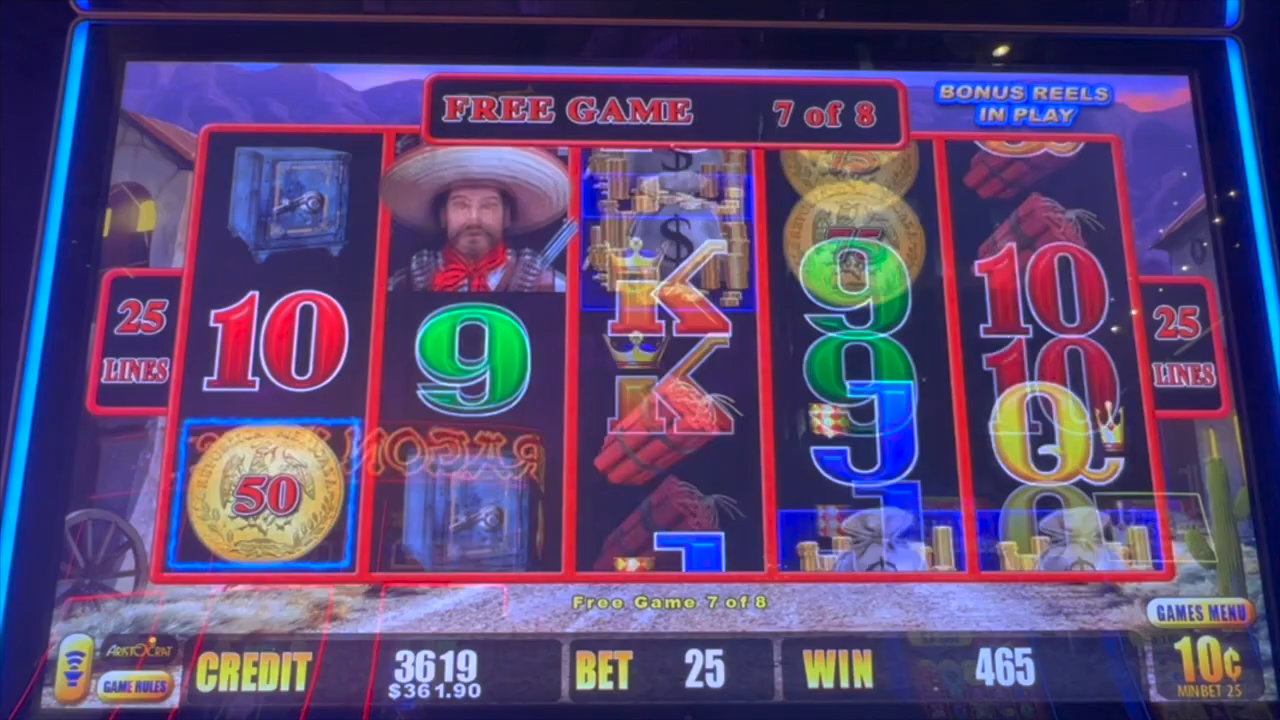 FREE GAME 7 of 8
BONUS REELS
IN PLAY
$
75
$
75
K
9
10
25
LINES
10
9
K
9
10
25
LINES
50
J
Q
J
Free Game 7 of 8
GAMES MENU
ARISTOCRAT
GAME RULES
CREDIT 3619
$361.90
BET 25
WIN 465
10¢
MIN BET 25